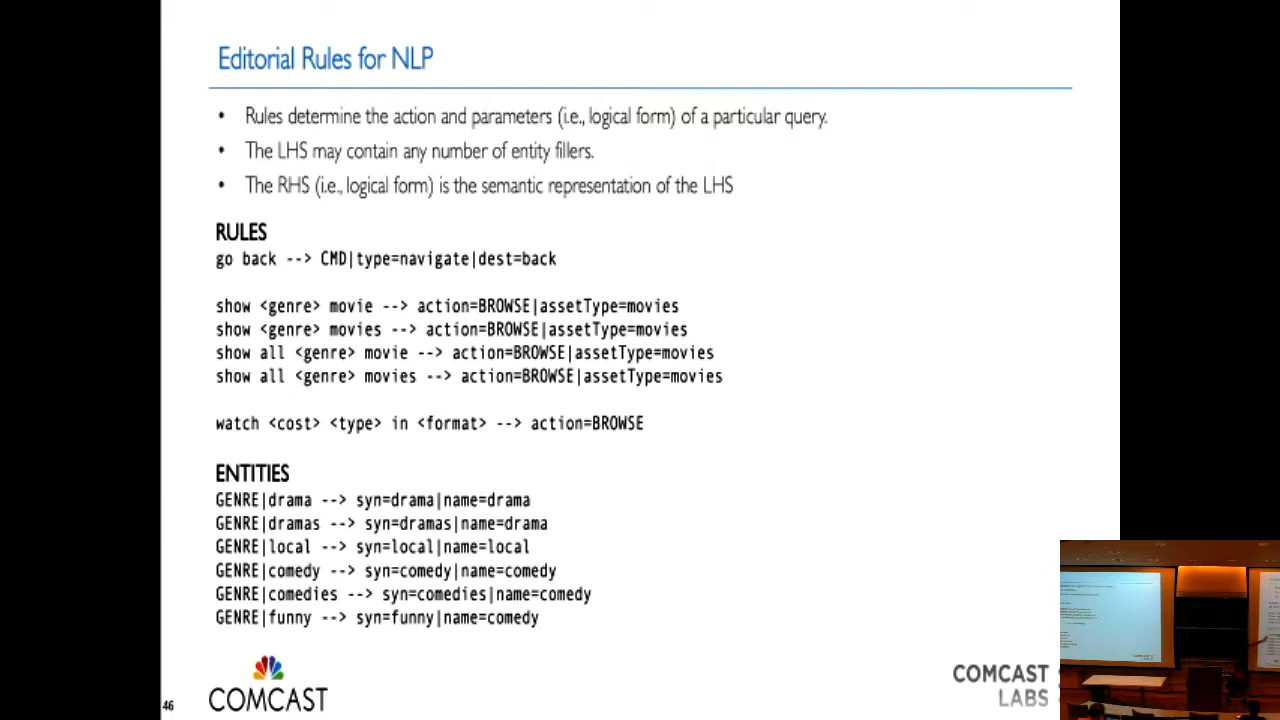 Editorial Rules for NLP
• Rules determine the action and parameters (i.e., logical form) of a particular query.
• The LHS may contain any number of entity fillers.
• The RHS (i.e., logical form) is the semantic representation of the LHS
RULES
go back --> CMD|type=navigate|dest=back
show <genre> movie --> action=BROWSE|assetType=movies
show <genre> movies --> action=BROWSE|assetType=movies
show all <genre> movie --> action=BROWSE|assetType=movies
show all <genre> movies --> action=BROWSE|assetType=movies
watch <cost> <type> in <format> --> action=BROWSE
ENTITIES
GENRE|drama --> syn=drama|name=drama
GENRE|dramas --> syn=dramas|name=drama
GENRE|local --> syn=local|name=local
GENRE|comedy --> syn=comedy|name=comedy
GENRE|comedies --> syn=comedies|name=comedy
GENRE|funny --> syn=funny|name=comedy
46
COMCAST
COMCAST
LABS